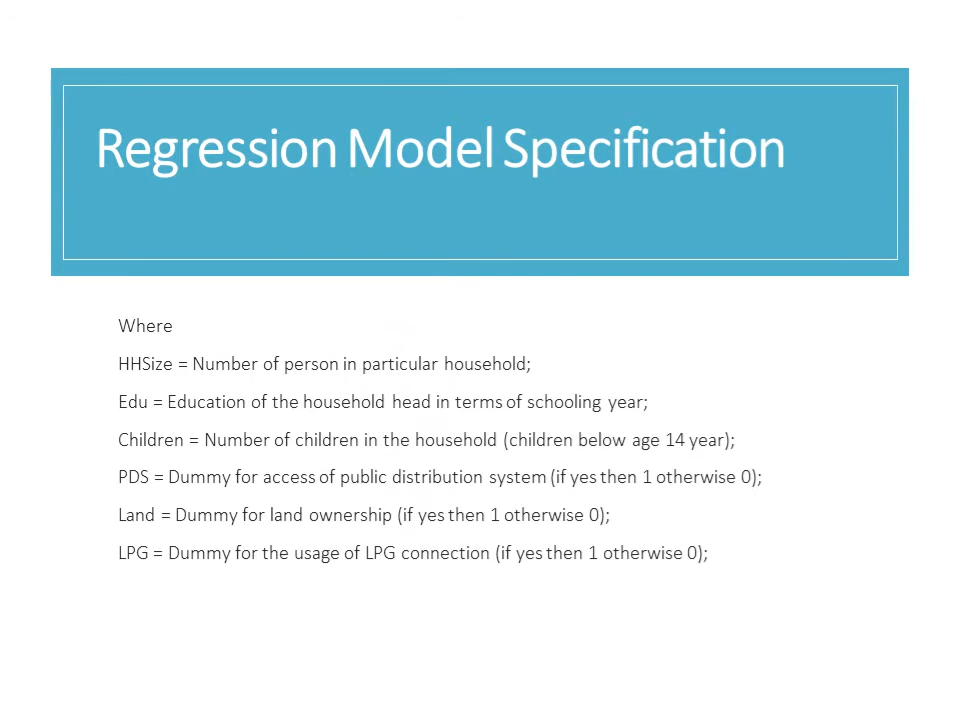 Regression Model Specification
Where
HHSize = Number of person in particular household;
Edu = Education of the household head in terms of schooling year;
Children = Number of children in the household (children below age 14 year);
PDS = Dummy for access of public distribution system (if yes then 1 otherwise 0);
Land = Dummy for land ownership (if yes then 1 otherwise 0);
LPG = Dummy for the usage of LPG connection (if yes then 1 otherwise 0);